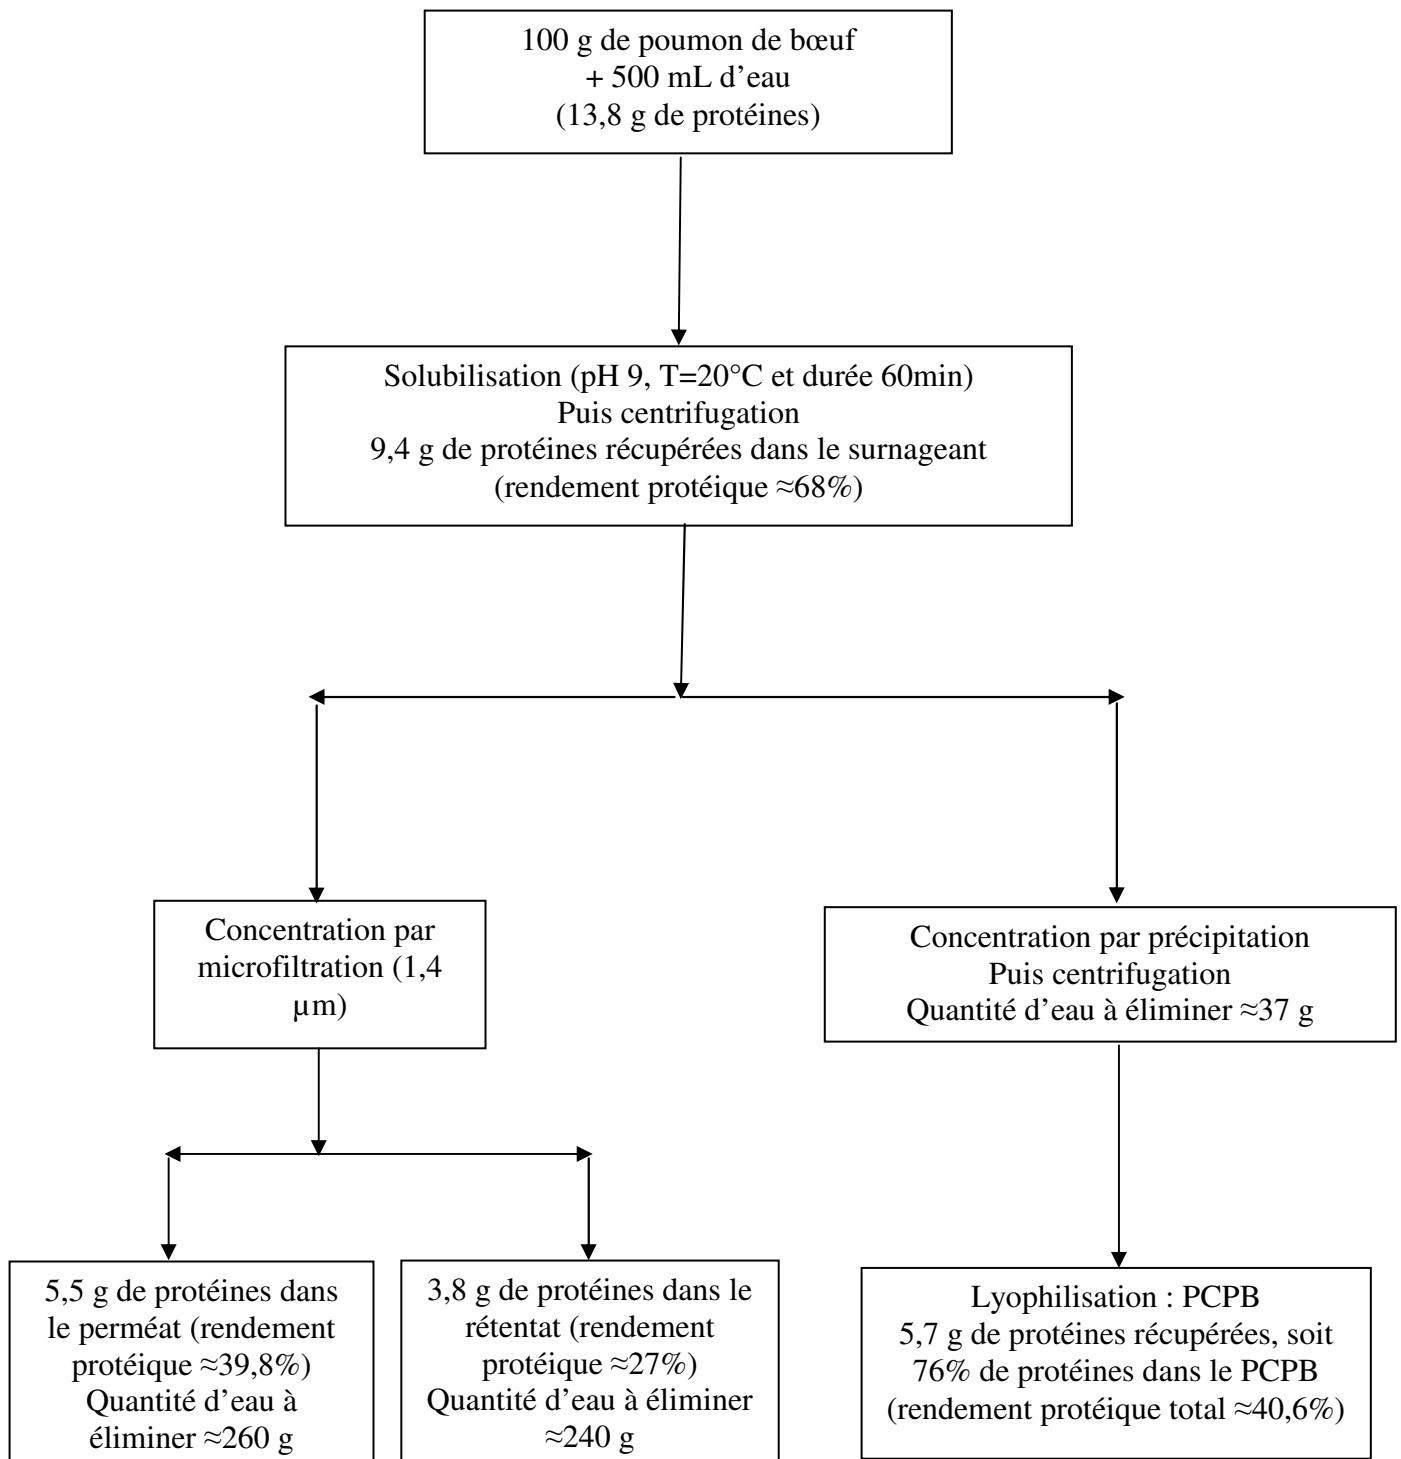 100 g de poumon de bœuf
+ 500 mL d’eau
(13,8 g de protéines)
Solubilisation (pH 9, T=20°C et durée 60min)
Puis centrifugation
9,4 g de protéines récupérées dans le surnageant
(rendement protéique ≈68%)
Concentration par
microfiltration (1,4
µm)
Concentration par précipitation
Puis centrifugation
Quantité d’eau à éliminer ≈37 g
5,5 g de protéines dans
le perméat (rendement
protéique ≈39,8%)
Quantité d’eau à
éliminer ≈260 g
3,8 g de protéines dans le
rétentat (rendement
protéique ≈27%)
Quantité d’eau à éliminer
≈240 g
Lyophilisation : PCPB
5,7 g de protéines récupérées, soit
76% de protéines dans le PCPB
(rendement protéique total ≈40,6%)